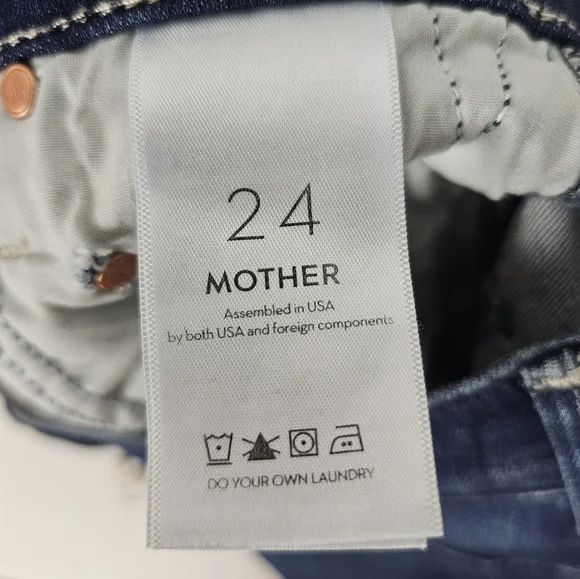 24
MOTHER
Assembled in USA
by both USA and foreign components
DO YOUR OWN LAUNDRY